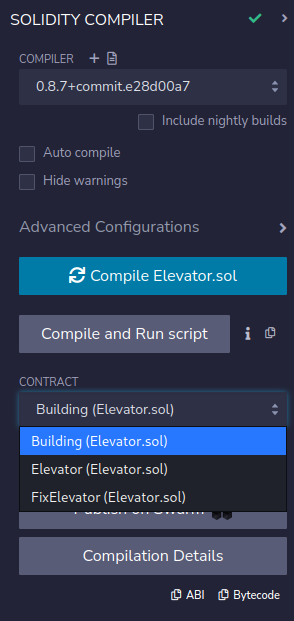 SOLIDITY COMPILER
COMPILER
0.8.7+commit.e28d00a7
Include nightly builds
Auto compile
Hide warnings
Advanced Configurations
Compile Elevator.sol
Compile and Run script
CONTRACT
Building (Elevator.sol)
Building (Elevator.sol)
Elevator (Elevator.sol)
FixElevator (Elevator.sol)
Publish on Swarm
Compilation Details
ABI
Bytecode